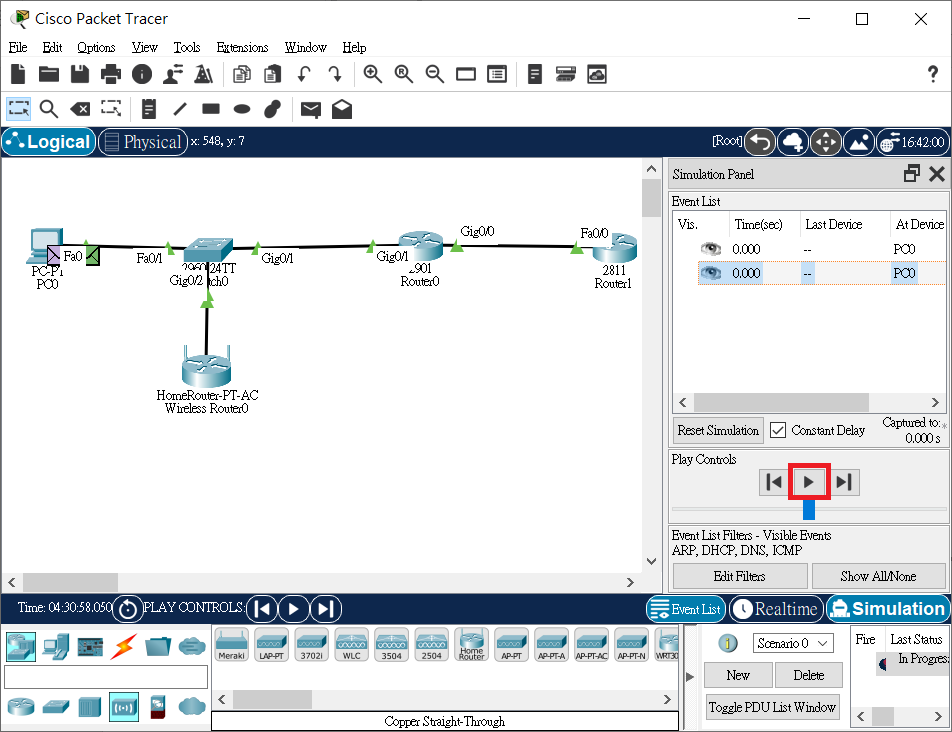 Cisco Packet Tracer
File Edit Options View Tools Extensions Window Help
?
Logical Physical x: 548, y: 7 [Root] 16:42:00
Simulation Panel
Event List
Vis. Time(sec) Last Device At Device
0.000 -- PC0
0.000 -- PC0
Reset Simulation Constant Delay Captured to: *
0.000 s
Play Controls
Event List Filters - Visible Events
ARP, DHCP, DNS, ICMP
Edit Filters Show All/None
Fa0
PC0
Fa0/1
24TT
Gig0/2
Gig0/1
Gig0/1
Gig0/0
Router0
Fa0/0
2811
Router1
HomeRouter-PT-AC
Wireless Router0
Time: 04:30:58.050 PLAY CONTROLS:
Event List Realtime Simulation
Meraki LAP-PT 3702i WLC 3504 2504 Home Router AP-PT AP-PT-A AP-PT-AC AP-PT-N
Copper Straight-Through
Scenario 0
New Delete
Toggle PDU List Window
Fire Last Status
In Progres